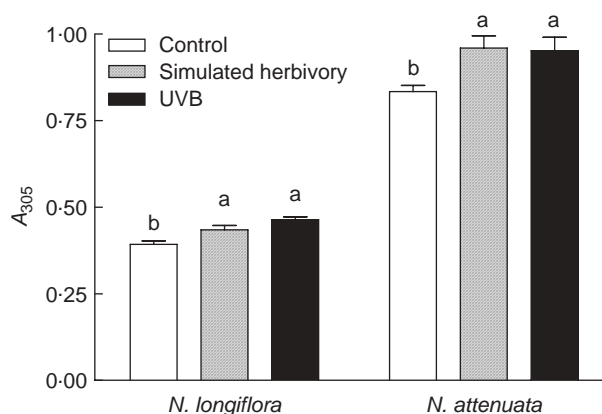 1·00
0·75
0·50
0·25
0·00
A305
Control
Simulated herbivory
UVB
b
a
a
b
a
a
N. longiflora
N. attenuata